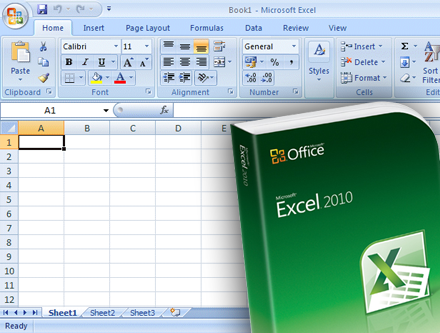 Book1 - Microsoft Excel
Home Insert Page Layout Formulas Data Review View
Paste
Calibri 11
B I U
A A
General
$ % ,
Styles
Insert
Delete
Format
Σ
Sort
Filter
Clipboard Font Alignment Number Cells
A1 fx
A B C D E
1
2
3
4
5
6
7
8
9
10
11
12
Sheet1 Sheet2 Sheet3
Ready
Microsoft
Excel 2010
Microsoft
Office
Microsoft
Excel 2010
X